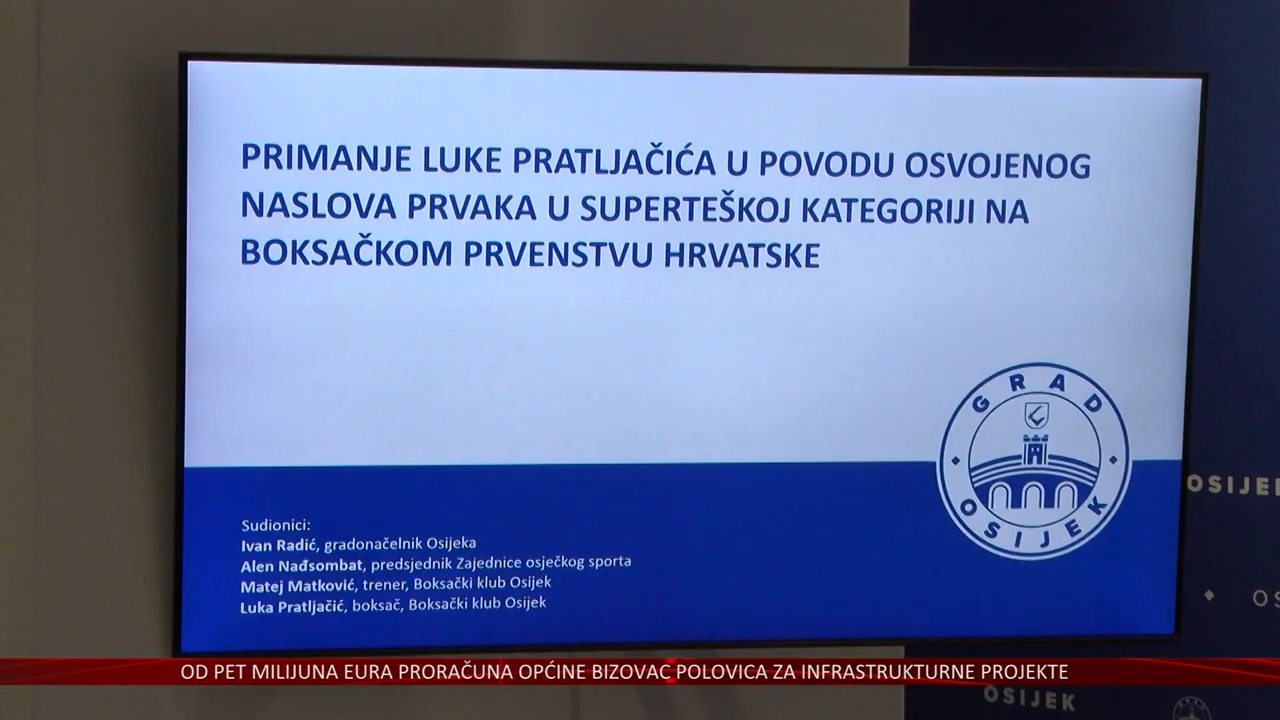 PRIMANJE LUKE PRATLJAČIĆA U POVODU OSVOJENOG
NASLOVA PRVAKA U SUPERTEŠKOJ KATEGORIJI NA
BOKSAČKOM PRVENSTVU HRVATSKE
GRAD
OSIJEK
Sudionici:
Ivan Radić, gradonačelnik Osijeka
Alen Nađsombat, predsjednik Zajednice osječkog sporta
Matej Matković, trener, Boksački klub Osijek
Luka Pratljačić, boksač, Boksački klub Osijek
OSIJE
OS
OD PET MILIJUNA EURA PRORAČUNA OPĆINE BIZOVAC POLOVICA ZA INFRASTRUKTURNE PROJEKTE
OSIJEK